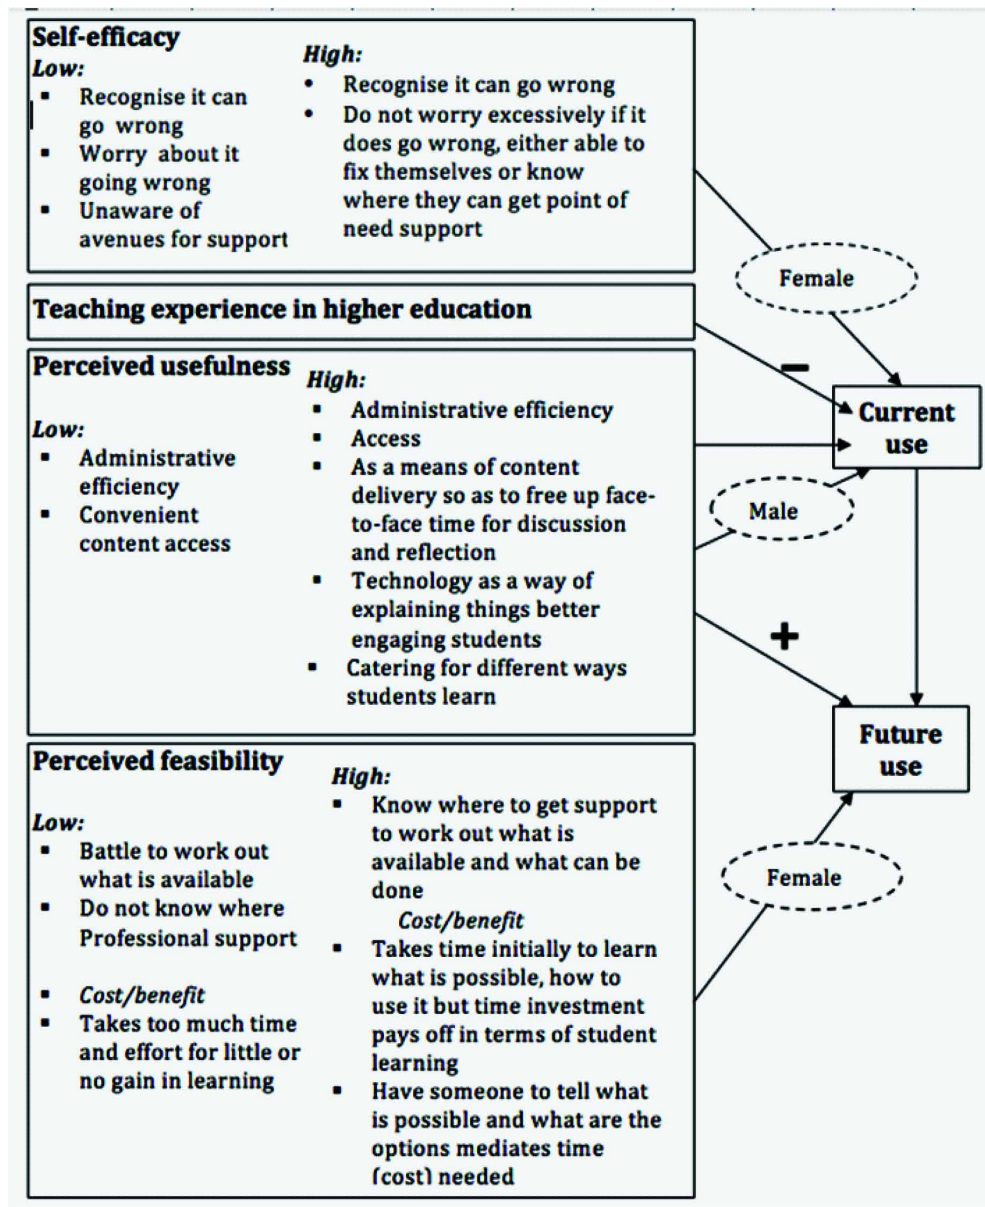 Self-efficacy
Low:
▪ Recognise it can
go wrong
▪ Worry about it
going wrong
▪ Unaware of
avenues for support
High:
• Recognise it can go wrong
• Do not worry excessively if it
does go wrong, either able to
fix themselves or know
where they can get point of
need support
Female
Teaching experience in higher education
−
Perceived usefulness
Low:
▪ Administrative
efficiency
▪ Convenient
content access
High:
▪ Administrative efficiency
▪ Access
▪ As a means of content
delivery so as to free up face-
to-face time for discussion
and reflection
▪ Technology as a way of
explaining things better
engaging students
▪ Catering for different ways
students learn
Current
use
Male
+
Future
use
Perceived feasibility
Low:
▪ Battle to work out
what is available
▪ Do not know where
Professional support
▪ Cost/benefit
▪ Takes too much time
and effort for little or
no gain in learning
High:
▪ Know where to get support
to work out what is
available and what can be
done
Cost/benefit
▪ Takes time initially to learn
what is possible, how to
use it but time investment
pays off in terms of student
learning
▪ Have someone to tell what
is possible and what are the
options mediates time
(cost) needed
Female